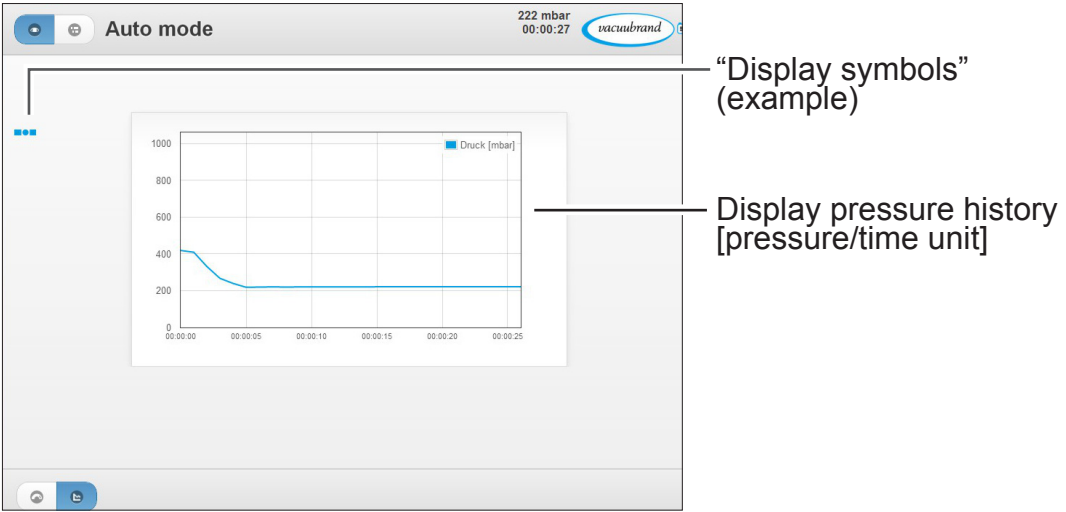 Auto mode
222 mbar
00:00:27
vacuubrand
“Display symbols”
(example)
Druck [mbar]
1000
800
600
400
200
0
00:00:00 00:00:05 00:00:10 00:00:15 00:00:20 00:00:25
Display pressure history
[pressure/time unit]